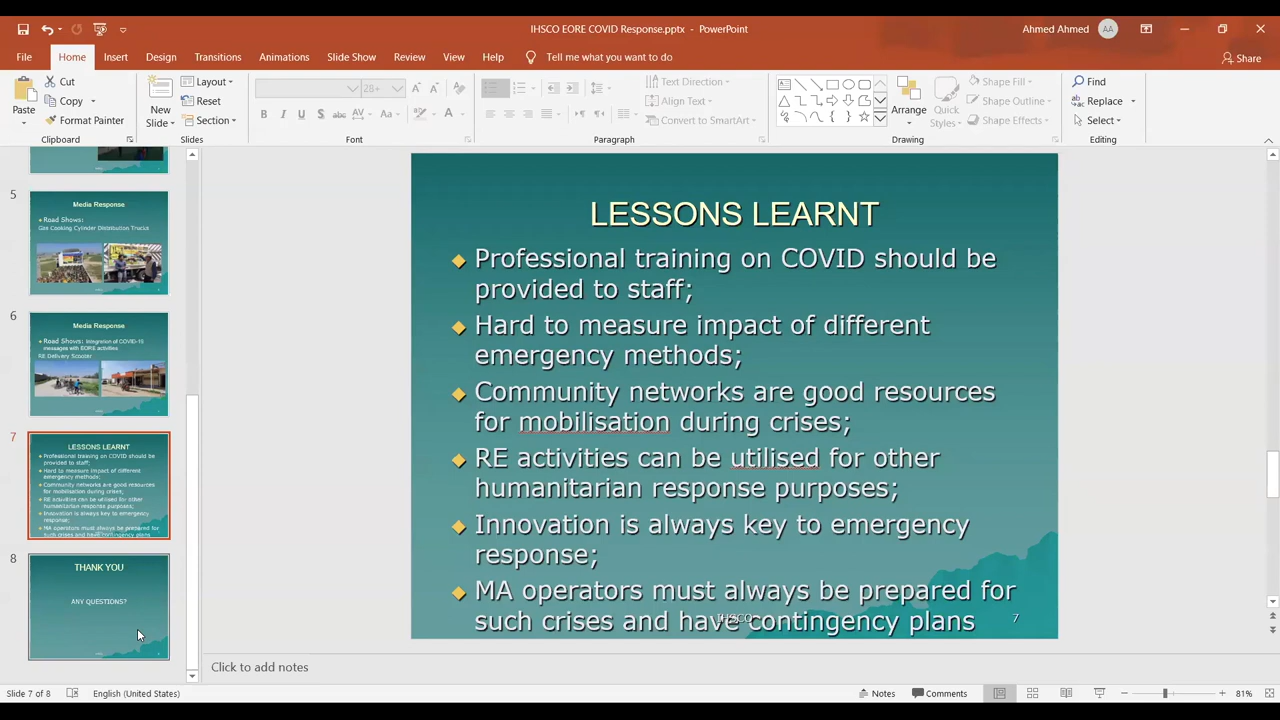 IHSCO EORE COVID Response.pptx - PowerPoint
Ahmed Ahmed
AA
File
Home
Insert
Design
Transitions
Animations
Slide Show
Review
View
Help
Tell me what you want to do
Share
Paste
Cut
Copy
Format Painter
Clipboard
New Slide
Layout
Reset
Section
Slides
28+
Font
Text Direction
Align Text
Convert to SmartArt
Paragraph
Arrange
Quick Styles
Shape Fill
Shape Outline
Shape Effects
Drawing
Find
Replace
Select
Editing
5
Media Response
Road Shows:
Gas Cooking Cylinder Distribution Trucks
6
Media Response
Road Shows: Integration of COVID-19
messages with EORE activities
RE Delivery Scooter
7
LESSONS LEARNT
Professional training on COVID should be
provided to staff;
Hard to measure impact of different
emergency methods;
Community networks are good resources
for mobilisation during crises;
RE activities can be utilised for other
humanitarian response purposes;
Innovation is always key to emergency
response;
MA operators must always be prepared for
such crises and have contingency plans
8
THANK YOU
ANY QUESTIONS?
LESSONS LEARNT
Professional training on COVID should be
provided to staff;
Hard to measure impact of different
emergency methods;
Community networks are good resources
for mobilisation during crises;
RE activities can be utilised for other
humanitarian response purposes;
Innovation is always key to emergency
response;
MA operators must always be prepared for
such crises and have contingency plans
IHSCO
7
Click to add notes
Slide 7 of 8
English (United States)
Notes
Comments
81%